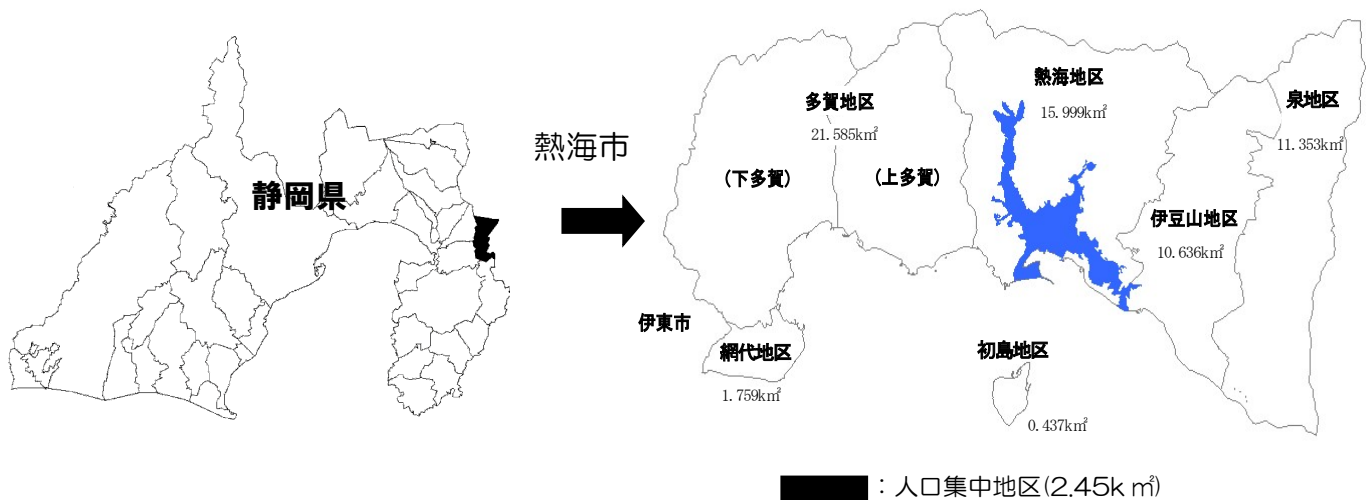 静岡県
熱海市
多賀地区
21.585k㎡
(下多賀)
(上多賀)
熱海地区
15.999k㎡
泉地区
11.353k㎡
伊豆山地区
10.636k㎡
伊東市
網代地区
1.759k㎡
初島地区
0.437k㎡
：人口集中地区(2.45k㎡)